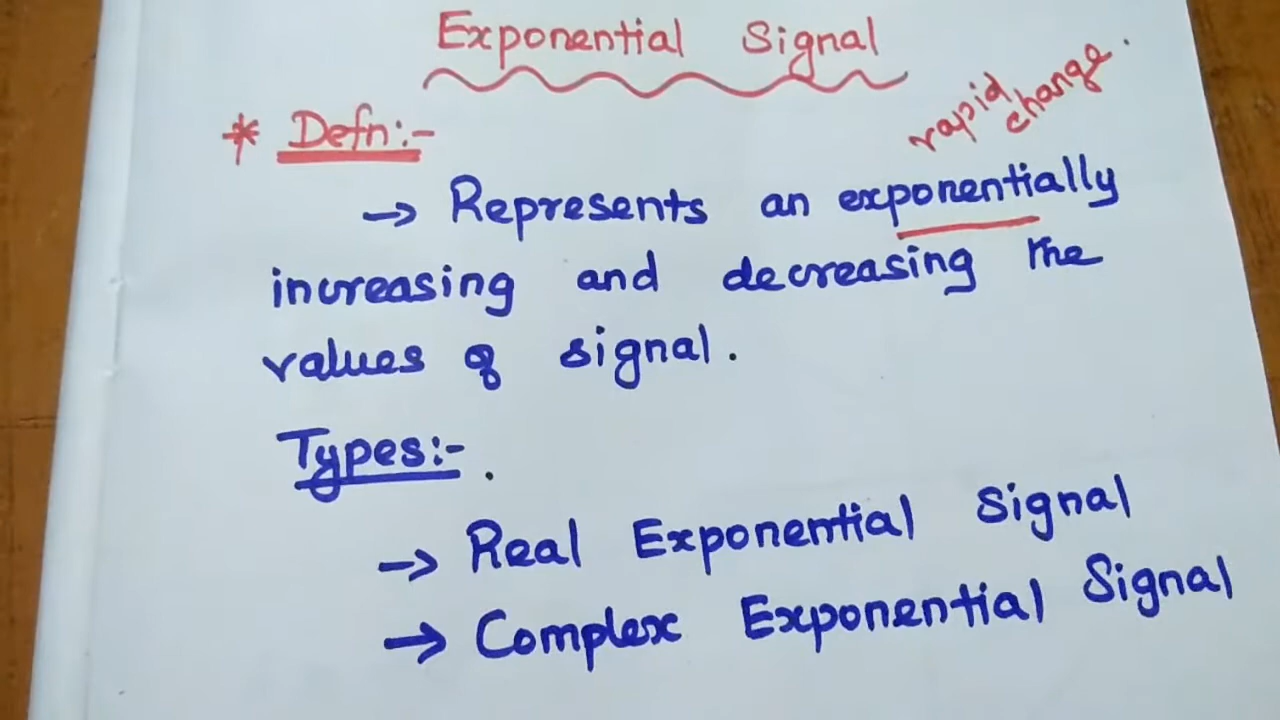 Exponential Signal
rapid
change.
* Defn:-
→ Represents an exponentially
increasing and decreasing the
values of signal.
Types:-
→ Real Exponential Signal
→ Complex Exponential Signal